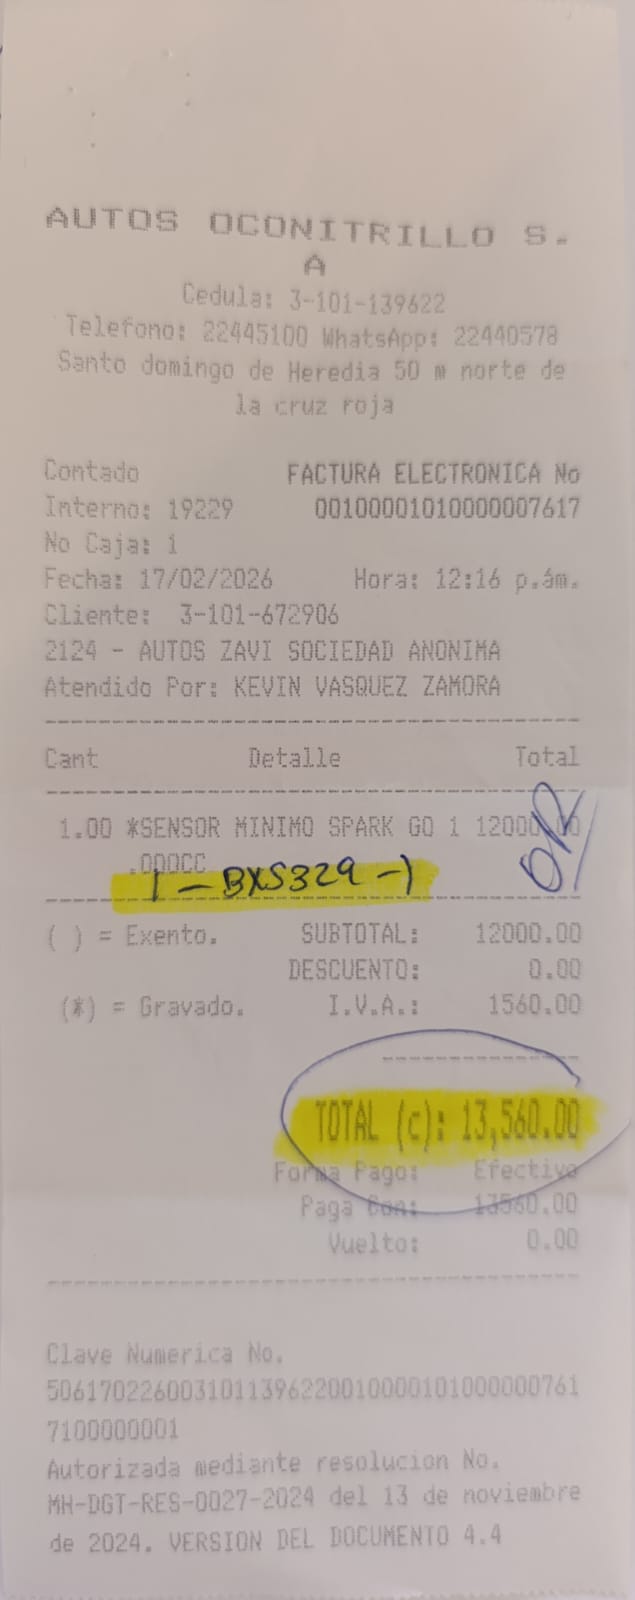 AUTOS OCONITRILLO S.
A
Cedula: 3-101-139622
Telefono: 22445100 WhatsApp: 22440578
Santo domingo de Heredia 50 m norte de
la cruz roja
Contado FACTURA ELECTRONICA No
Interno: 19229 00100001010000007617
No Caja: 1
Fecha: 17/02/2026 Hora: 12:16 p.ám.
Cliente: 3-101-672906
2124 - AUTOS ZAVI SOCIEDAD ANONIMA
Atendido Por: KEVIN VASQUEZ ZAMORA
Cant Detalle Total
1.00 *SENSOR MINIMO SPARK GO 1 12000.00
.000CC
BXS329
( ) = Exento. SUBTOTAL: 12000.00
DESCUENTO: 0.00
(*) = Gravado. I.V.A.: 1560.00
TOTAL (c): 13,560.00
Forma Pago: Efectivo
Paga Con: 13560.00
Vuelto: 0.00
Clave Numerica No.
5061702260031011396220010000101000000761
7100000001
Autorizada mediante resolucion No.
MH-DGT-RES-0027-2024 del 13 de noviembre
de 2024. VERSION DEL DOCUMENTO 4.4